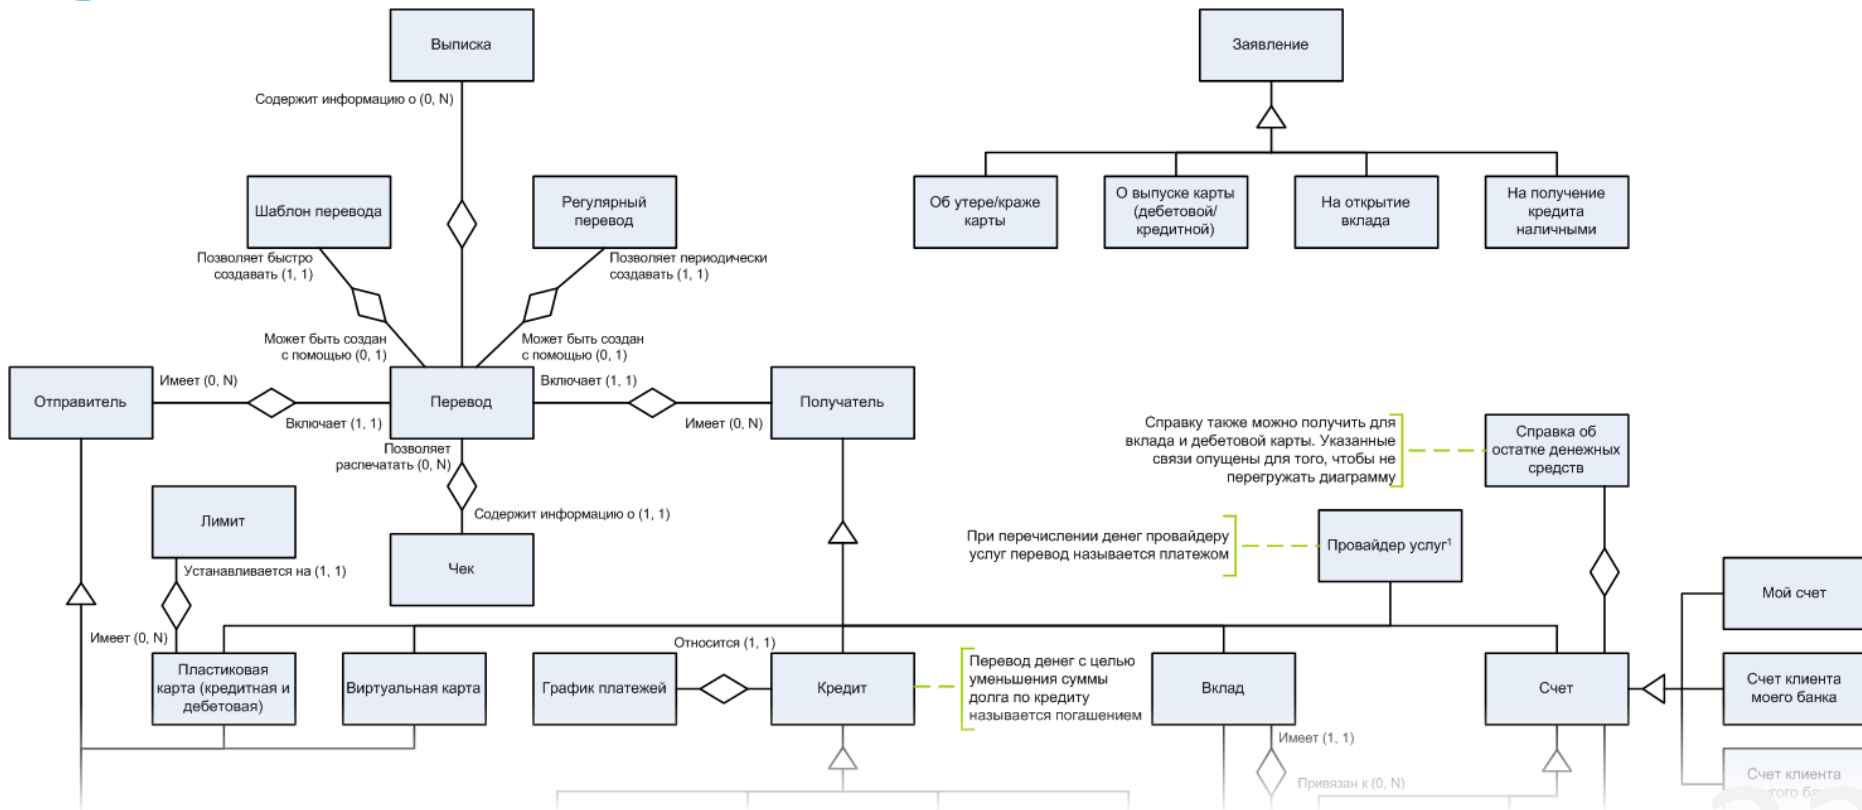 Выписка
Заявление
Содержит информацию о (0, N)
Шаблон перевода
Регулярный
перевод
Об утере/краже
карты
О выпуске карты
(дебетовой/
кредитной)
На открытие
вклада
На получение
кредита
наличными
Позволяет быстро
создавать (1, 1)
Позволяет периодически
создавать (1, 1)
Может быть создан
с помощью (0, 1)
Может быть создан
с помощью (0, 1)
Отправитель
Имеет (0, N)
Включает (1, 1)
Перевод
Включает (1, 1)
Имеет (0, N)
Получатель
Позволяет
распечатать (0, N)
Содержит информацию о (1, 1)
Чек
Справку также можно получить для
вклада и дебетовой карты. Указанные
связи опущены для того, чтобы не
перегружать диаграмму
Справка об
остатке денежных
средств
Лимит
Устанавливается на (1, 1)
Имеет (0, N)
При перечислении денег провайдеру
услуг перевод называется платежом
Провайдер услуг¹
Мой счет
Пластиковая
карта (кредитная и
дебетовая)
Виртуальная карта
График платежей
Относится (1, 1)
Кредит
Перевод денег с целью
уменьшения суммы
долга по кредиту
называется погашением
Вклад
Счет
Счет клиента
моего банка
Имеет (1, 1)
Привязан к (0, N)
Счет клиента